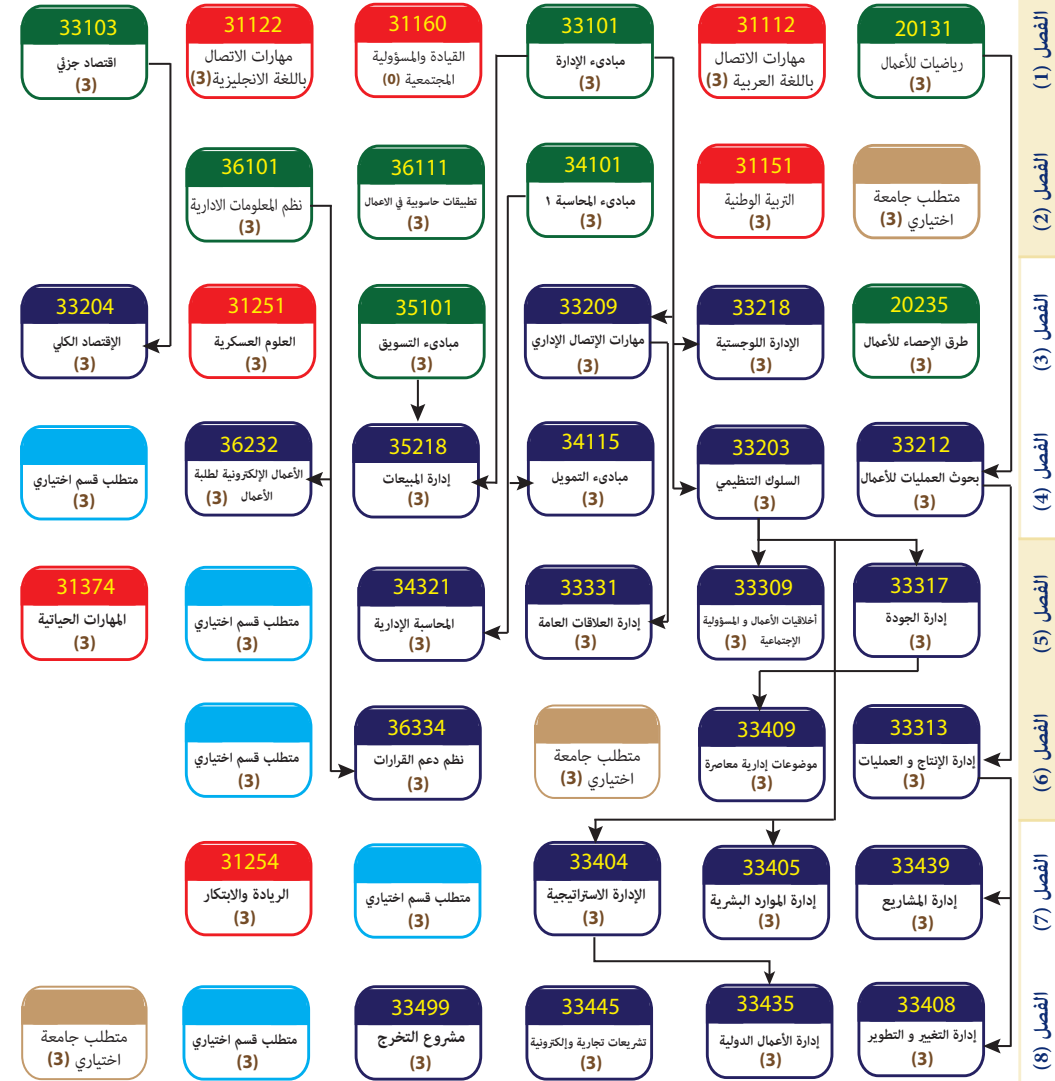 الفصل (1)
20131
رياضيات للأعمال
(3)
31112
مهارات الاتصال
باللغة العربية (3)
33101
مبادىء الإدارة
(3)
31160
القيادة والمسؤولية
المجتمعية (0)
31122
مهارات الاتصال
باللغة الانجليزية(3)
33103
اقتصاد جزئي
(3)
الفصل (2)
متطلب جامعة
اختياري (3)
31151
التربية الوطنية
(3)
34101
مبادىء المحاسبة ١
(3)
36111
تطبيقات حاسوبية في الاعمال
(3)
36101
نظم المعلومات الادارية
(3)
الفصل (3)
20235
طرق الإحصاء للأعمال
(3)
33218
الإدارة اللوجستية
(3)
33209
مهارات الإتصال الإداري
(3)
35101
مبادىء التسويق
(3)
31251
العلوم العسكرية
(3)
33204
الإقتصاد الكلي
(3)
الفصل (4)
33212
بحوث العمليات للأعمال
(3)
33203
السلوك التنظيمي
(3)
34115
مبادىء التمويل
(3)
35218
إدارة المبيعات
(3)
36232
الأعمال الإلكترونية لطلبة
الأعمال (3)
متطلب قسم اختياري
(3)
الفصل (5)
33317
إدارة الجودة
(3)
33309
أخلاقيات الأعمال و المسؤولية
الإجتماعية (3)
33331
إدارة العلاقات العامة
(3)
34321
المحاسبة الإدارية
(3)
متطلب قسم اختياري
(3)
31374
المهارات الحياتية
(3)
الفصل (6)
33313
إدارة الإنتاج و العمليات
(3)
33409
موضوعات إدارية معاصرة
(3)
متطلب جامعة
اختياري (3)
36334
نظم دعم القرارات
(3)
متطلب قسم اختياري
(3)
الفصل (7)
33439
إدارة المشاريع
(3)
33405
إدارة الموارد البشرية
(3)
33404
الإدارة الاستراتيجية
(3)
متطلب قسم اختياري
(3)
31254
الريادة والابتكار
(3)
الفصل (8)
33408
إدارة التغيير و التطوير
(3)
33435
إدارة الأعمال الدولية
(3)
33445
تشريعات تجارية وإلكترونية
(3)
33499
مشروع التخرج
(3)
متطلب قسم اختياري
(3)
متطلب جامعة
اختياري (3)